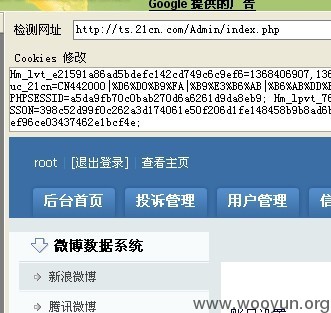 Google 提供的广告
检测网址 http://ts.21cn.com/Admin/index.php
Cookies 修改
Hm_lvt_e21591a86ad5bdefc142cd749c6c9ef6=1368406907,136
uc_21cn=CN442000|%D6%D0%B9%FA|%B9%E3%B6%AB|%B6%AB%DD%
PHPSESSID=a5da9fb70c0bab270d6a6261d9da8eb9; Hm_lpvt_76
SSON=398c52d99f0c262a3d174061e50f206d1fe148458b9b8ad6b
ef96ce03437462e1bcf4e;
root [退出登录] 查看主页
后台首页 投诉管理 用户管理
微博数据系统
新浪微博
腾讯微博
www.wooyun.org